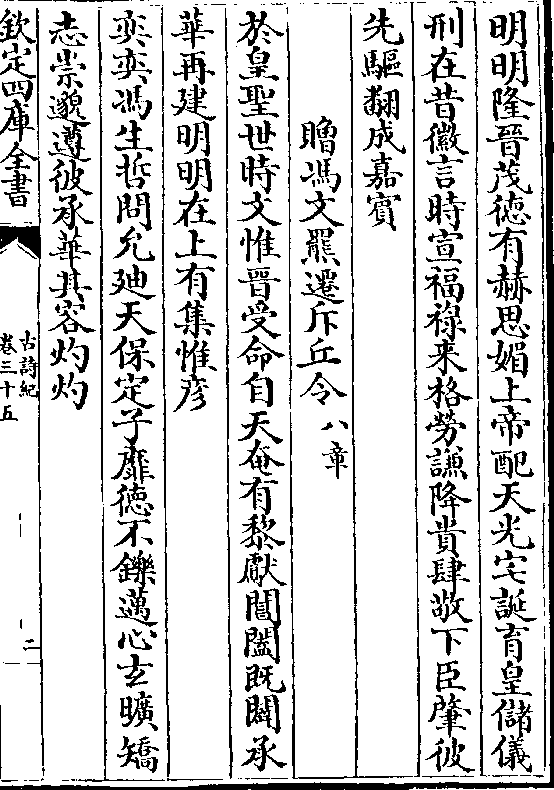 明明隆晉茂德有赫思媚上帝配天光宅誕育皇儲儀
刑在昔徽言時宣福祿来格勞謙降貴肆敬下臣肇彼
先驅翻成嘉賓
贈馮文羆遷斥丘令八章
於皇聖世時文惟晉受命自天奄有黎獻閶闔既闢承
華再建明明在上有集惟彦
奕奕馮生哲問允廸天保定子靡德不鑠邁心玄曠矯
志崇邈遵彼承華其容灼灼
欽定四庫全書
古詩紀
卷三十五
二